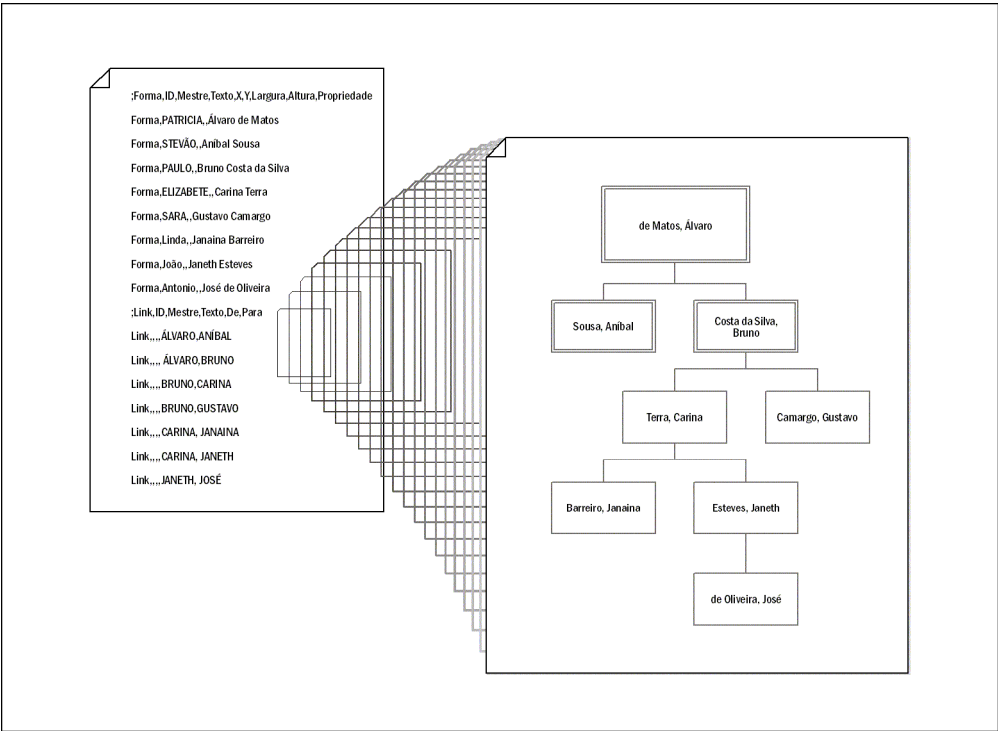 ;Forma,ID,Mestre,Texto,X,Y,Largura,Altura,Propriedade
Forma,PATRICIA,,Álvaro de Matos
Forma,STEVÃO,,Aníbal Sousa
Forma,PAULO,,Bruno Costa da Silva
Forma,ELIZABETE,,Carina Terra
Forma,SARA,,Gustavo Camargo
Forma,Linda,,Janaina Barreiro
Forma,João,,Janeth Esteves
Forma,Antonio,,José de Oliveira
;Link,ID,Mestre,Texto,De,Para
Link,,,,ÁLVARO,ANÍBAL
Link,,,, ÁLVARO,BRUNO
Link,,,,BRUNO,CARINA
Link,,,,BRUNO,GUSTAVO
Link,,,,CARINA, JANAINA
Link,,,,CARINA, JANETH
Link,,,,JANETH, JOSÉ
de Matos, Álvaro
Sousa, Aníbal
Costa da Silva,
Bruno
Terra, Carina
Camargo, Gustavo
Barreiro, Janaina
Esteves, Janeth
de Oliveira, José